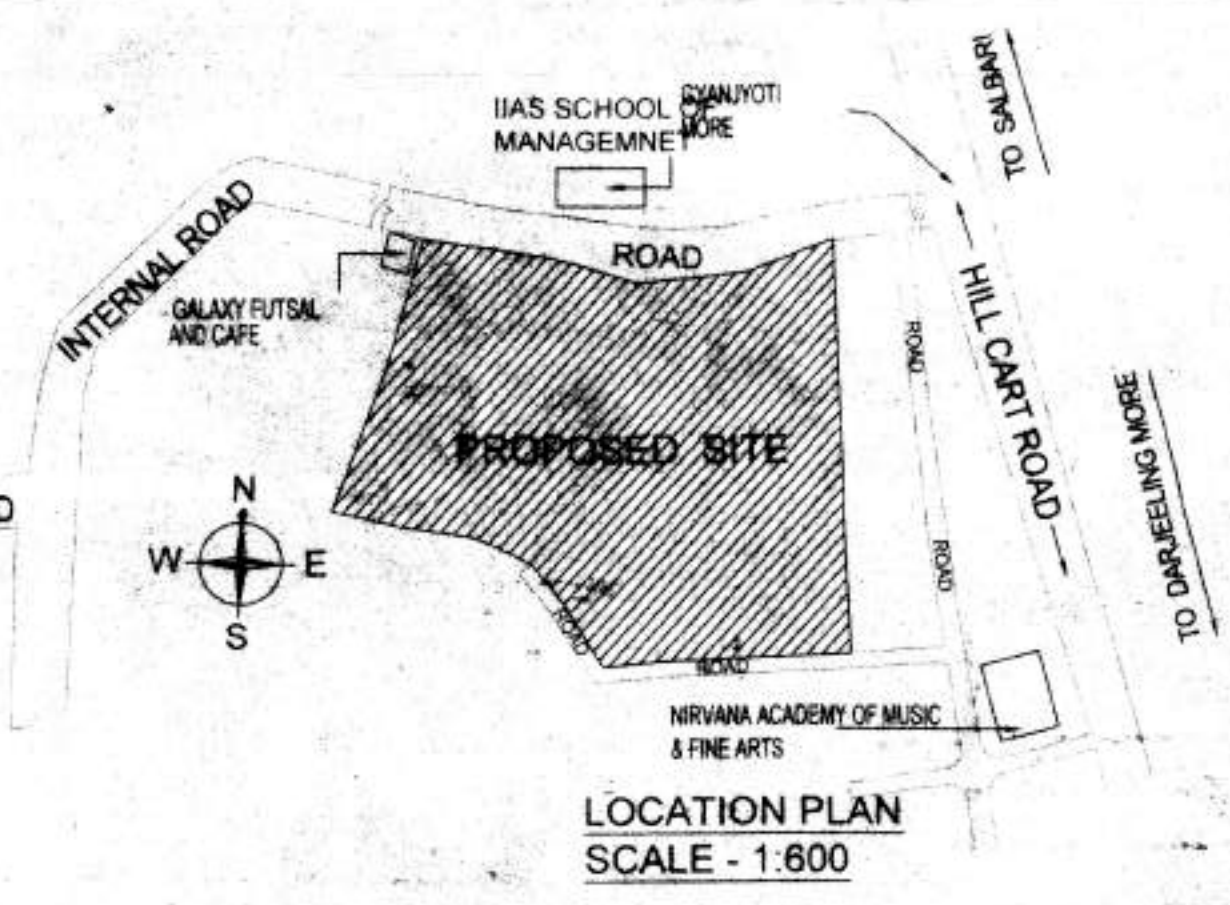 TO SALBARI
GYANJYOTI
MORE
IIAS SCHOOL OF
MANAGEMNET
INTERNAL ROAD
ROAD
GALAXY FUTSAL
AND CAFE
HILL CART ROAD
ROAD
TO DARJEELING MORE
PROPOSED SITE
N
W E
S
ROAD
ROAD
ROAD
NIRVANA ACADEMY OF MUSIC
& FINE ARTS
LOCATION PLAN
SCALE - 1:600